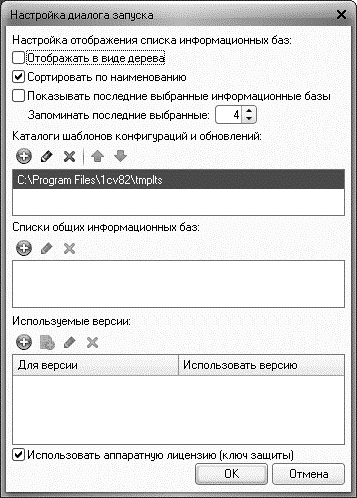 Настройка диалога запуска
Настройка отображения списка информационных баз:
Отображать в виде дерева
Сортировать по наименованию
Показывать последние выбранные информационные базы
Запоминать последние выбранные: 4
Каталоги шаблонов конфигураций и обновлений:
C:\Program Files\1cv82\tmplts
Списки общих информационных баз:
Используемые версии:
Для версии Использовать версию
Использовать аппаратную лицензию (ключ защиты)
OK Отмена